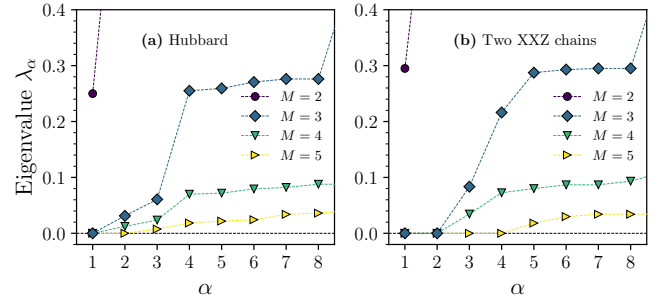 (a) Hubbard
(b) Two XXZ chains
Eigenvalue λα
0.4
0.3
0.2
0.1
0.0
M = 2
M = 3
M = 4
M = 5
1 2 3 4 5 6 7 8
α
0.4
0.3
0.2
0.1
0.0
M = 2
M = 3
M = 4
M = 5
1 2 3 4 5 6 7 8
α